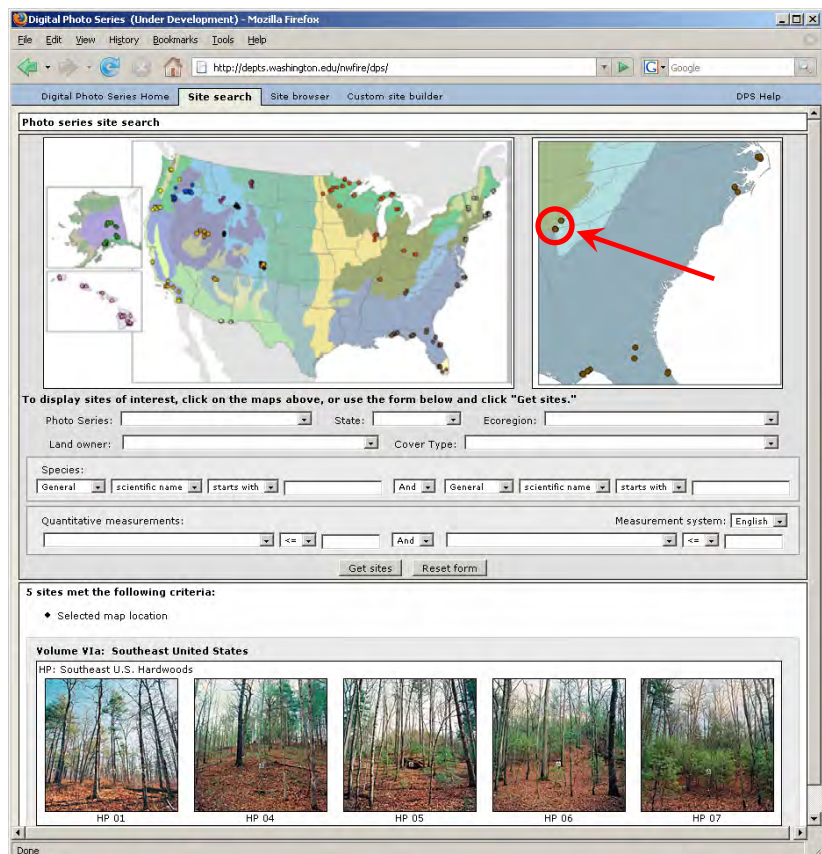 Digital Photo Series (Under Development) - Mozilla Firefox
File Edit View History Bookmarks Tools Help
http://depts.washington.edu/nwfire/dps/ G Google
Digital Photo Series Home Site search Site browser Custom site builder DPS Help
Photo series site search
To display sites of interest, click on the maps above, or use the form below and click "Get sites."
Photo Series: State: Ecoregion:
Land owner: Cover Type:
Species:
General scientific name starts with And General scientific name starts with
Quantitative measurements: Measurement system: English
<= And <=
Get sites Reset form
5 sites met the following criteria:
• Selected map location
Volume VIa: Southeast United States
HP: Southeast U.S. Hardwoods
HP 01 HP 04 HP 05 HP 06 HP 07
Done